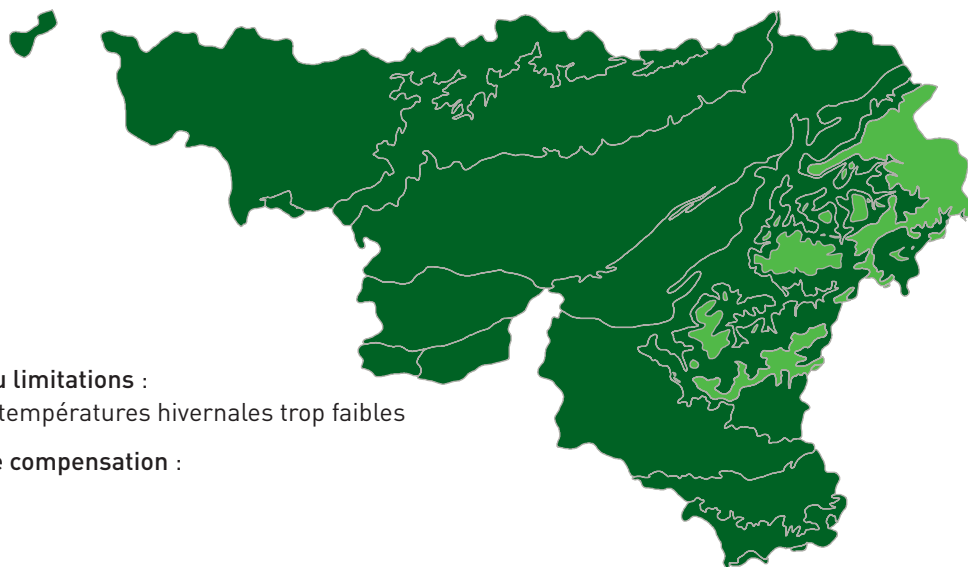 u limitations :
températures hivernales trop faibles
e compensation :